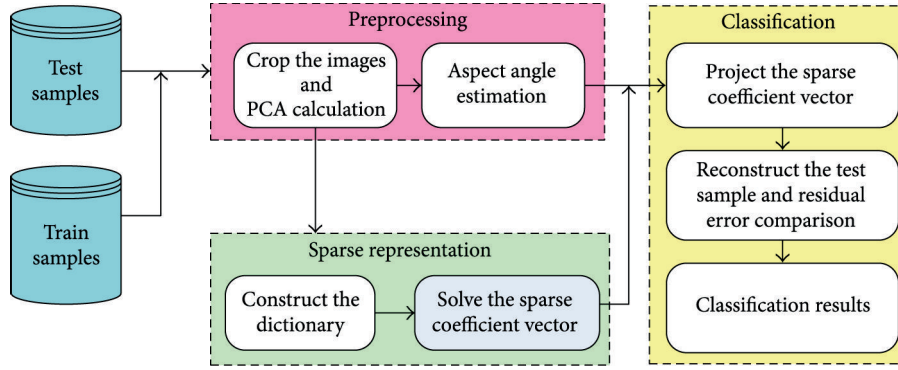 Test
samples
Train
samples
Preprocessing
Crop the images
and
PCA calculation
Aspect angle
estimation
Sparse representation
Construct the
dictionary
Solve the sparse
coefficient vector
Classification
Project the sparse
coefficient vector
Reconstruct the test
sample and residual
error comparison
Classification results